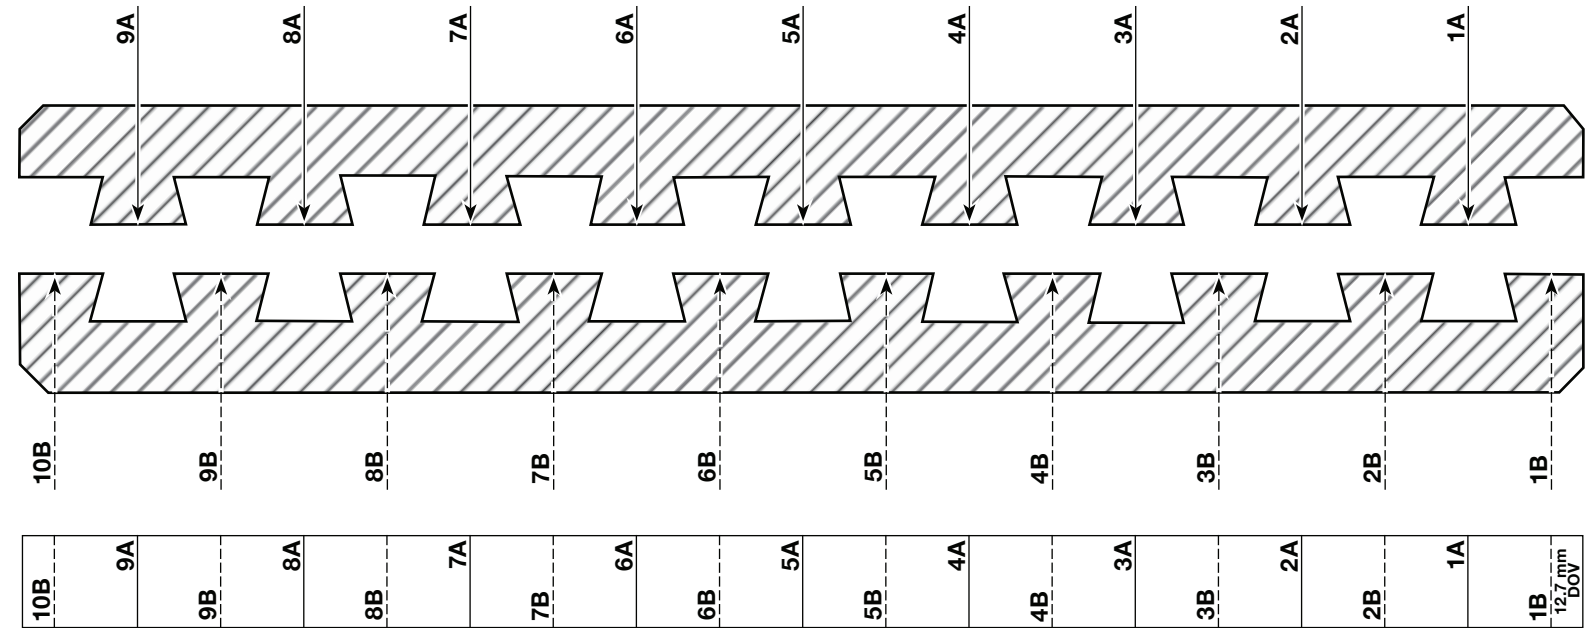 9A 8A 7A 6A 5A 4A 3A 2A 1A
10B 9B 8B 7B 6B 5B 4B 3B 2B 1B
10B 9A 9B 8A 8B 7A 7B 6A 6B 5A 5B 4A 4B 3A 3B 2A 2B 1A 1B
12.7 mm
DOV